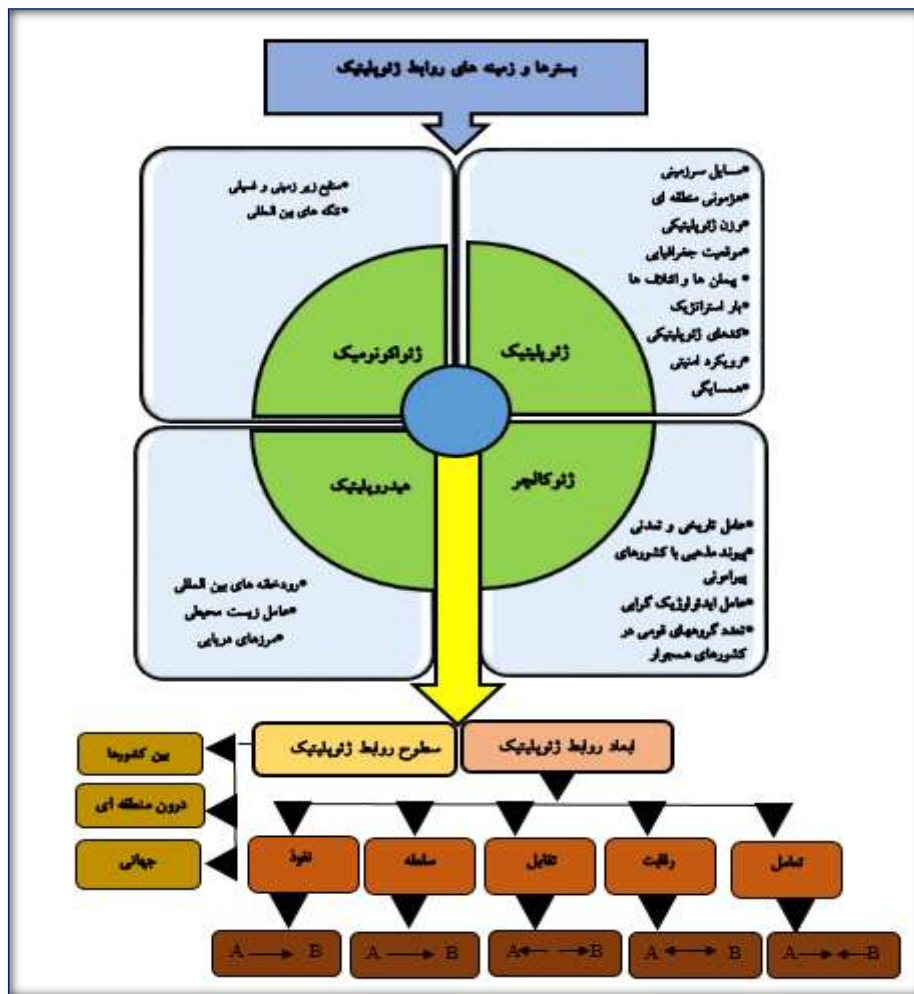 بسترها و زمینه های روابط ژئوپلیتیک
•مسایل سرزمینی
•هژمونی منطقه ای
•وزن ژئوپلیتیکی
•موقعیت جغرافیایی
• پیمان ها و ائتلاف ها
•بار استراتژیک
•کدهای ژئوپلیتیکی
•رویکرد امنیتی
•همسایگی
•منابع زیر زمینی و فسیلی
•تنگه های بین المللی
ژئوپلیتیک
ژئواکونومیک
ژئوکالچر
هیدروپلیتیک
•عامل تاریخی و تمدنی
•پیوند مذهبی با کشورهای
پیرامونی
•عامل ایدئولوژیک گرایی
•تعدد گروههای قومی در
کشورهای همجوار
•رودخانه های بین المللی
•عامل زیست محیطی
•مرزهای دریایی
ابعاد روابط ژئوپلیتیک
سطوح روابط ژئوپلیتیک
بین کشورها
درون منطقه ای
جهانی
تعامل
رقابت
تقابل
سلطه
نفوذ
A →← B
A ↔ B
A← →B
A → B
A → B